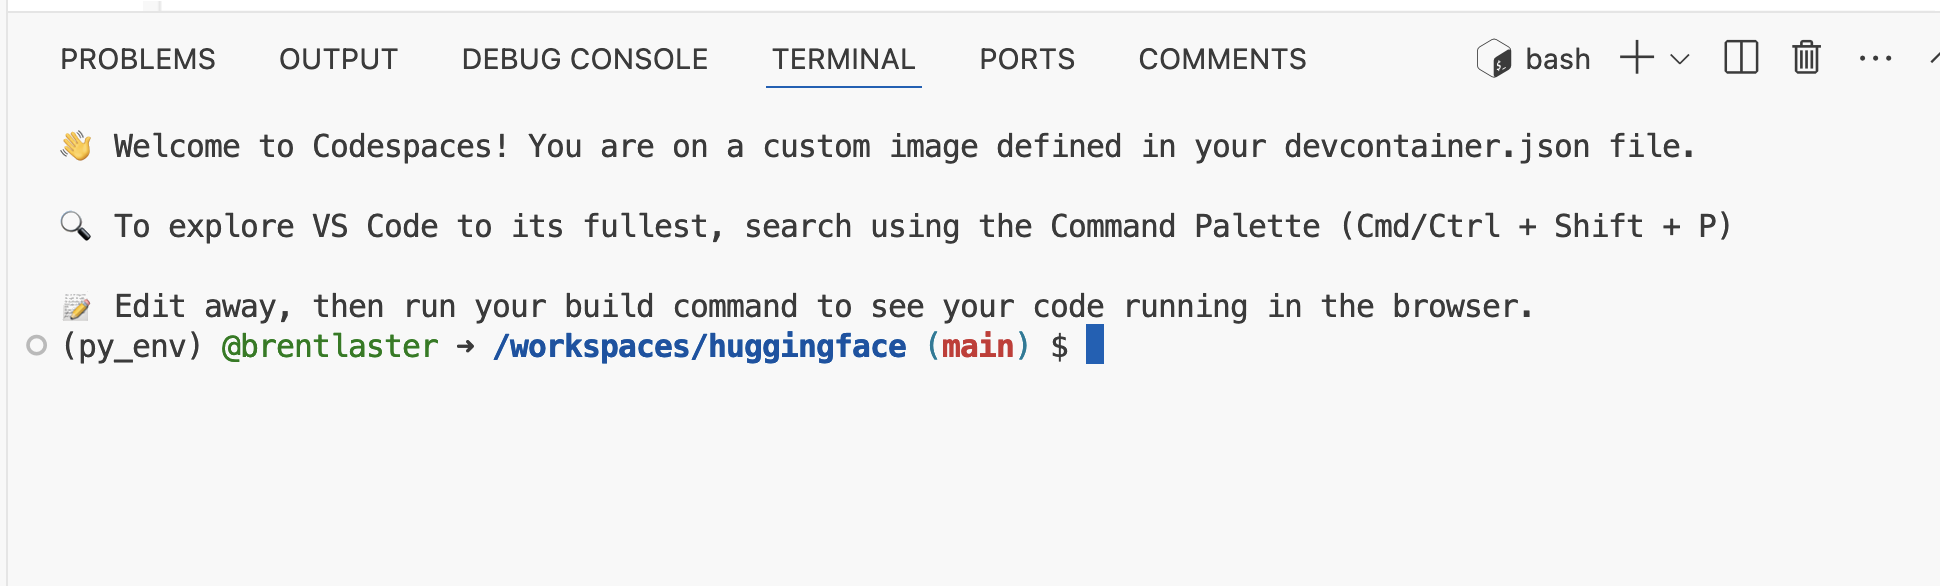 PROBLEMS OUTPUT DEBUG CONSOLE TERMINAL PORTS COMMENTS bash
👋 Welcome to Codespaces! You are on a custom image defined in your devcontainer.json file.
🔍 To explore VS Code to its fullest, search using the Command Palette (Cmd/Ctrl + Shift + P)
📝 Edit away, then run your build command to see your code running in the browser.
(py_env) @brentlaster ➜ /workspaces/huggingface (main) $